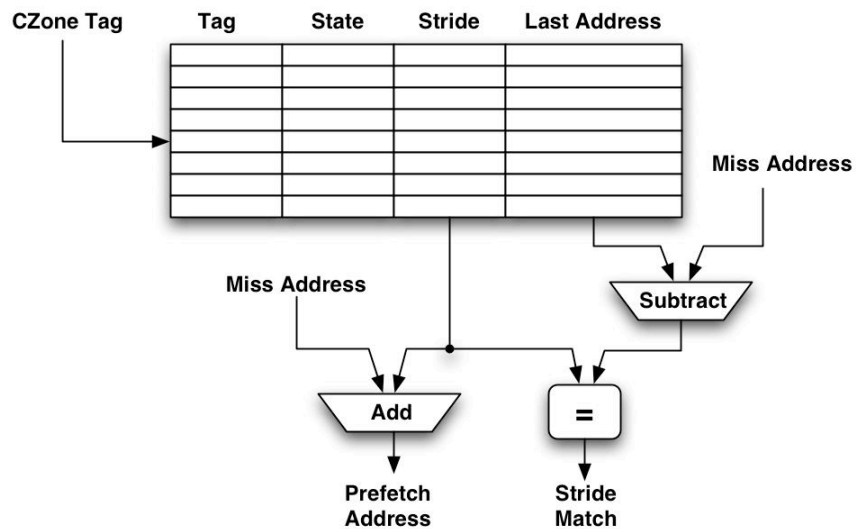 CZone Tag
Tag State Stride Last Address
Miss Address
Miss Address
Subtract
Add
=
Prefetch
Address
Stride
Match